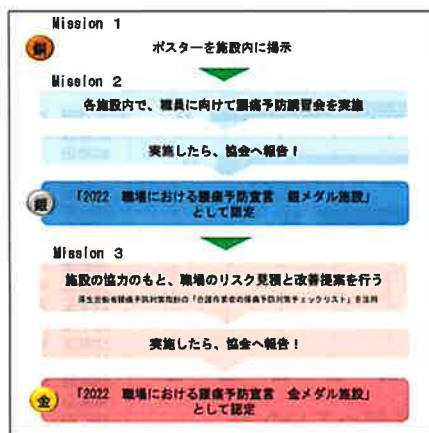 Mission 1
銅
ポスターを施設内に掲示
Mission 2
各施設内で、職員に向けて腰痛予防講習会を実施
実施したら、協会へ報告！
銀
「2022 職場における腰痛予防宣言 銀メダル施設」
として認定
Mission 3
施設の協力のもと、職場のリスク見積と改善提案を行う
厚生労働省腰痛予防対策指針の「介護作業者の腰痛予防対策チェックリスト」を活用
実施したら、協会へ報告！
金
「2022 職場における腰痛予防宣言 金メダル施設」
として認定